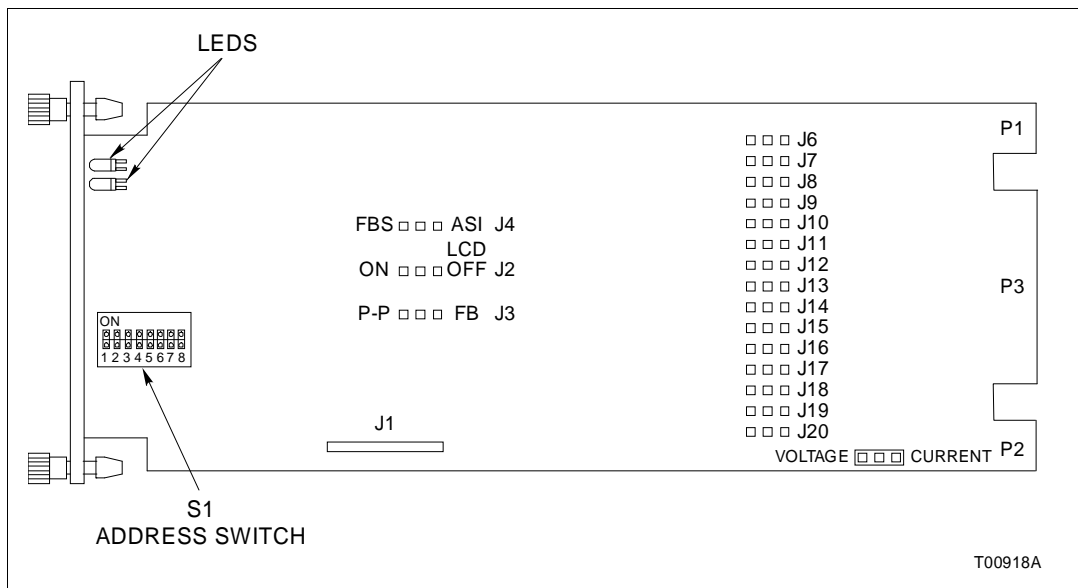 LEDS
P1
J6
J7
J8
J9
FBS ASI J4
J10
LCD
J11
ON OFF J2
J12
J13
P3
P-P FB J3
J14
ON
J15
J16
1 2 3 4 5 6 7 8
J17
J18
J19
J1
J20
VOLTAGE CURRENT P2
S1
ADDRESS SWITCH
T00918A